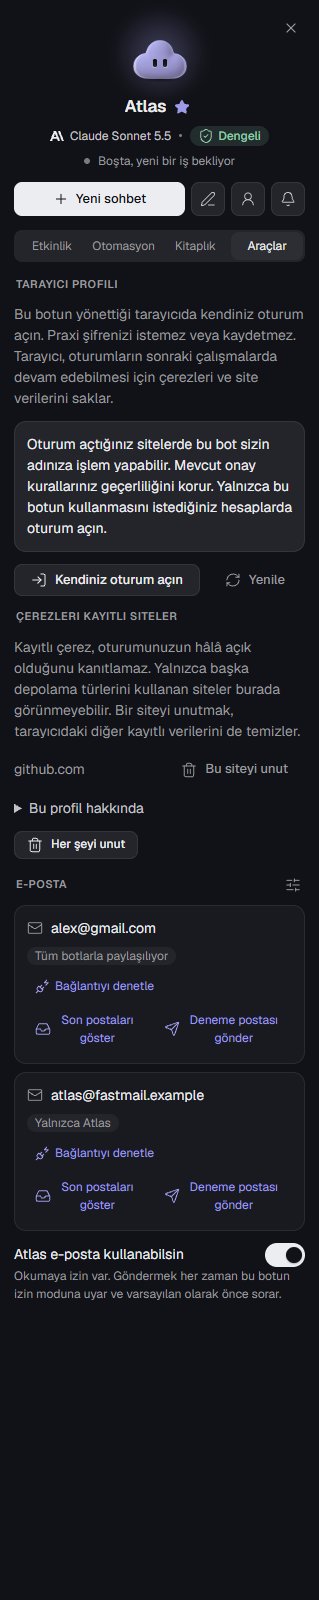 Atlas
Claude Sonnet 5.5 • Dengeli
Boşta, yeni bir iş bekliyor
Yeni sohbet
Etkinlik Otomasyon Kitaplık Araçlar
TARAYICI PROFILI
Bu botun yönettiği tarayıcıda kendiniz oturum
açın. Praxi şifrenizi istemez veya kaydetmez.
Tarayıcı, oturumların sonraki çalışmalarda
devam edebilmesi için çerezleri ve site
verilerini saklar.
Oturum açtığınız sitelerde bu bot sizin
adınıza işlem yapabilir. Mevcut onay
kurallarınız geçerliliğini korur. Yalnızca bu
botun kullanmasını istediğiniz hesaplarda
oturum açın.
Kendiniz oturum açın Yenile
ÇEREZLERI KAYITLI SITELER
Kayıtlı çerez, oturumunuzun hâlâ açık
olduğunu kanıtlamaz. Yalnızca başka
depolama türlerini kullanan siteler burada
görünmeyebilir. Bir siteyi unutmak,
tarayıcıdaki diğer kayıtlı verilerini de temizler.
github.com Bu siteyi unut
Bu profil hakkında
Her şeyi unut
E-POSTA
alex@gmail.com
Tüm botlarla paylaşılıyor
Bağlantıyı denetle
Son postaları göster
Deneme postası gönder
atlas@fastmail.example
Yalnızca Atlas
Bağlantıyı denetle
Son postaları göster
Deneme postası gönder
Atlas e-posta kullanabilsin
Okumaya izin var. Göndermek her zaman bu botun
izin moduna uyar ve varsayılan olarak önce sorar.